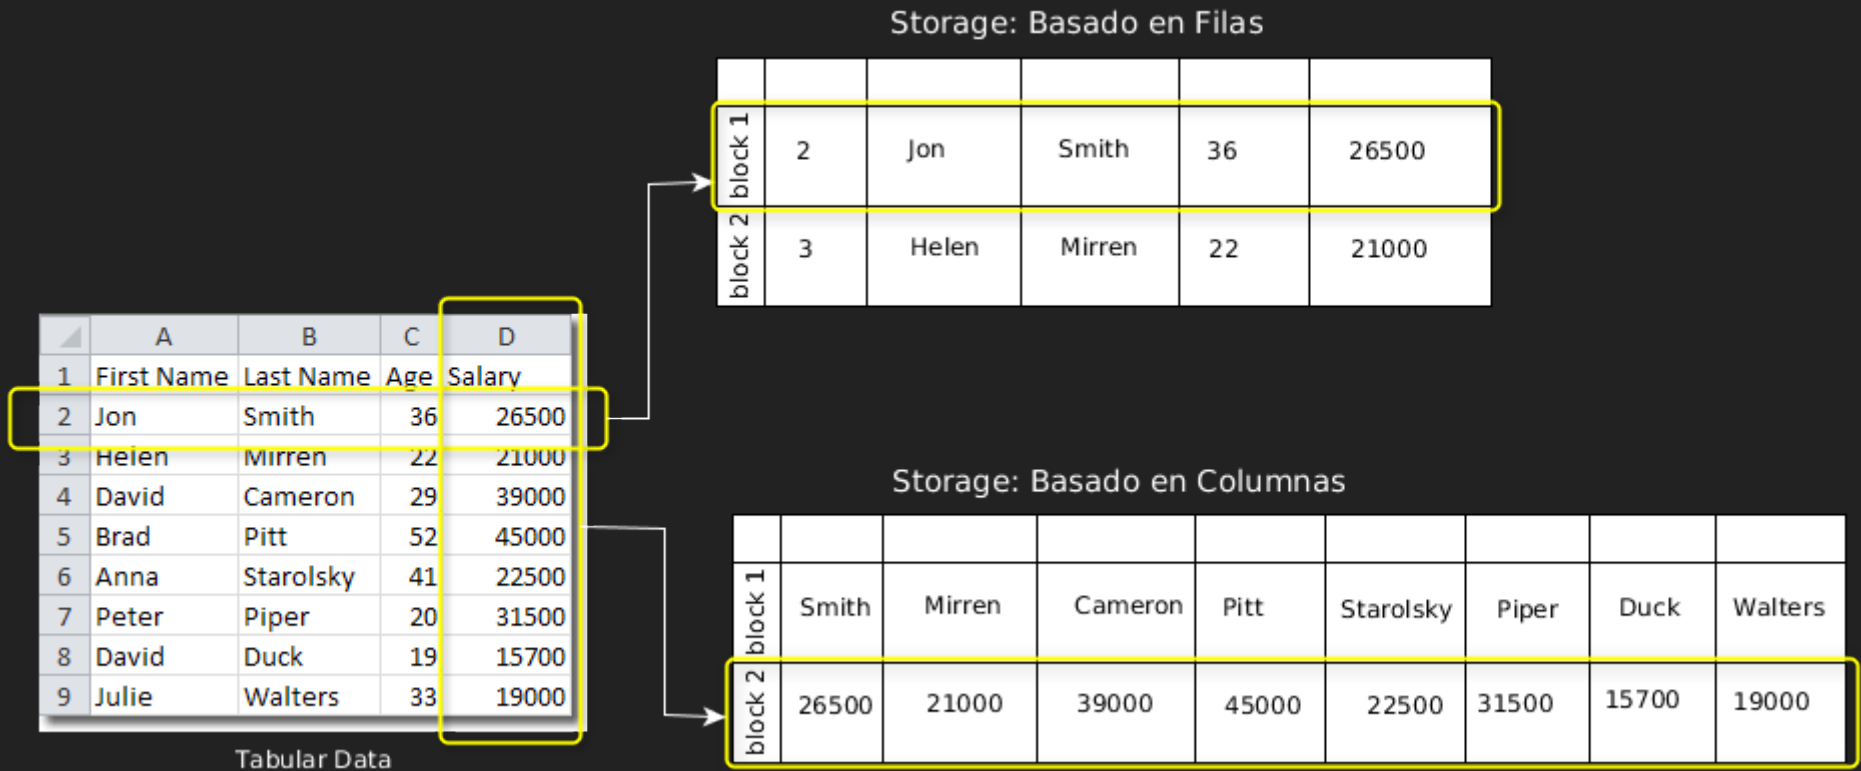 Storage: Basado en Filas
block 1 2 Jon Smith 36 26500
block 2 3 Helen Mirren 22 21000
A B C D
1 First Name Last Name Age Salary
2 Jon Smith 36 26500
3 Helen Mirren 22 21000
4 David Cameron 29 39000
5 Brad Pitt 52 45000
6 Anna Starolsky 41 22500
7 Peter Piper 20 31500
8 David Duck 19 15700
9 Julie Walters 33 19000
Tabular Data
Storage: Basado en Columnas
block 1 Smith Mirren Cameron Pitt Starolsky Piper Duck Walters
block 2 26500 21000 39000 45000 22500 31500 15700 19000